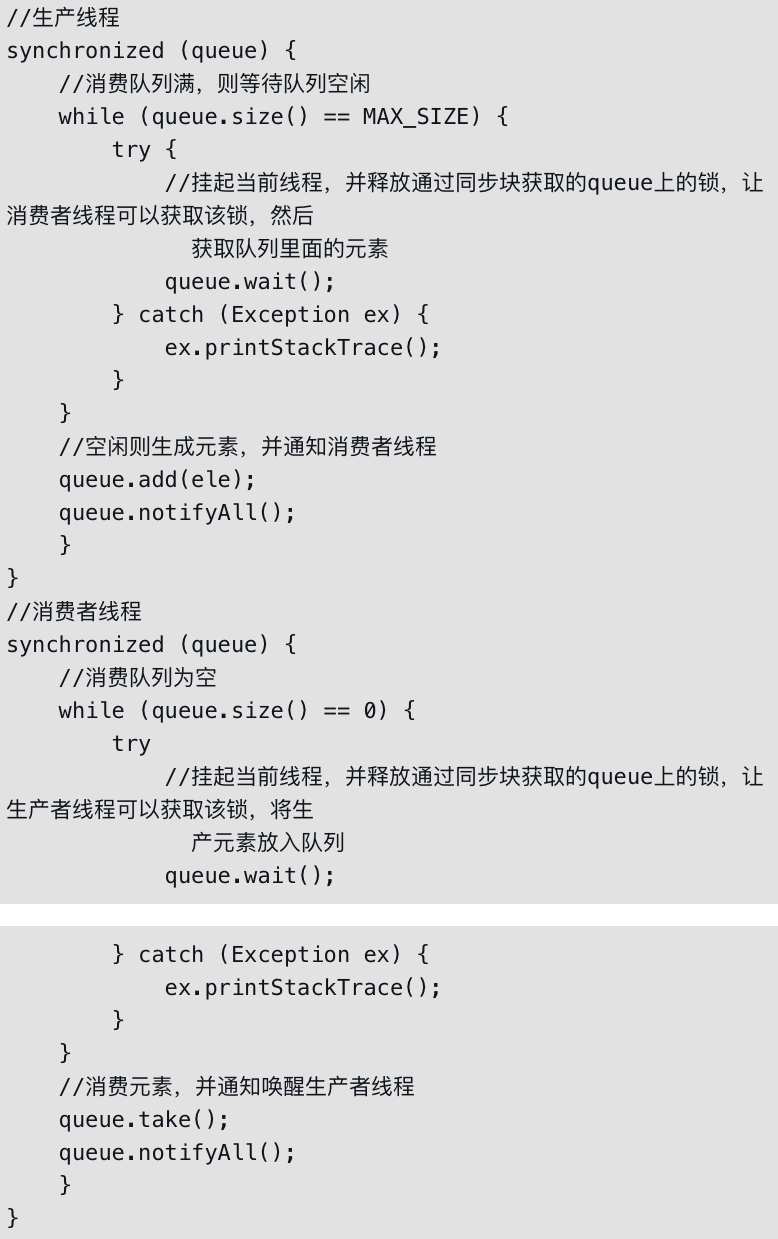 //生产线程
synchronized (queue) {
    //消费队列满，则等待队列空闲
    while (queue.size() == MAX_SIZE) {
        try {
            //挂起当前线程，并释放通过同步块获取的queue上的锁，让
消费者线程可以获取该锁，然后
              获取队列里面的元素
            queue.wait();
        } catch (Exception ex) {
            ex.printStackTrace();
        }
    }
    //空闲则生成元素，并通知消费者线程
    queue.add(ele);
    queue.notifyAll();
    }
}
//消费者线程
synchronized (queue) {
    //消费队列为空
    while (queue.size() == 0) {
        try
            //挂起当前线程，并释放通过同步块获取的queue上的锁，让
生产者线程可以获取该锁，将生
              产元素放入队列
            queue.wait();
        } catch (Exception ex) {
            ex.printStackTrace();
        }
    }
    //消费元素，并通知唤醒生产者线程
    queue.take();
    queue.notifyAll();
    }
}